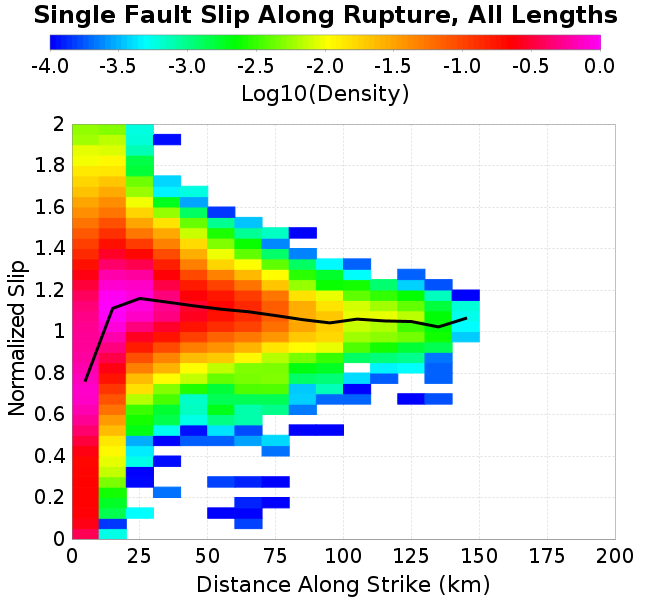 Single Fault Slip Along Rupture, All Lengths
-4.0 -3.5 -3.0 -2.5 -2.0 -1.5 -1.0 -0.5 0.0
Log10(Density)
2
1.8
1.6
1.4
1.2
1
0.8
0.6
0.4
0.2
0
Normalized Slip
0 25 50 75 100 125 150 175 200
Distance Along Strike (km)